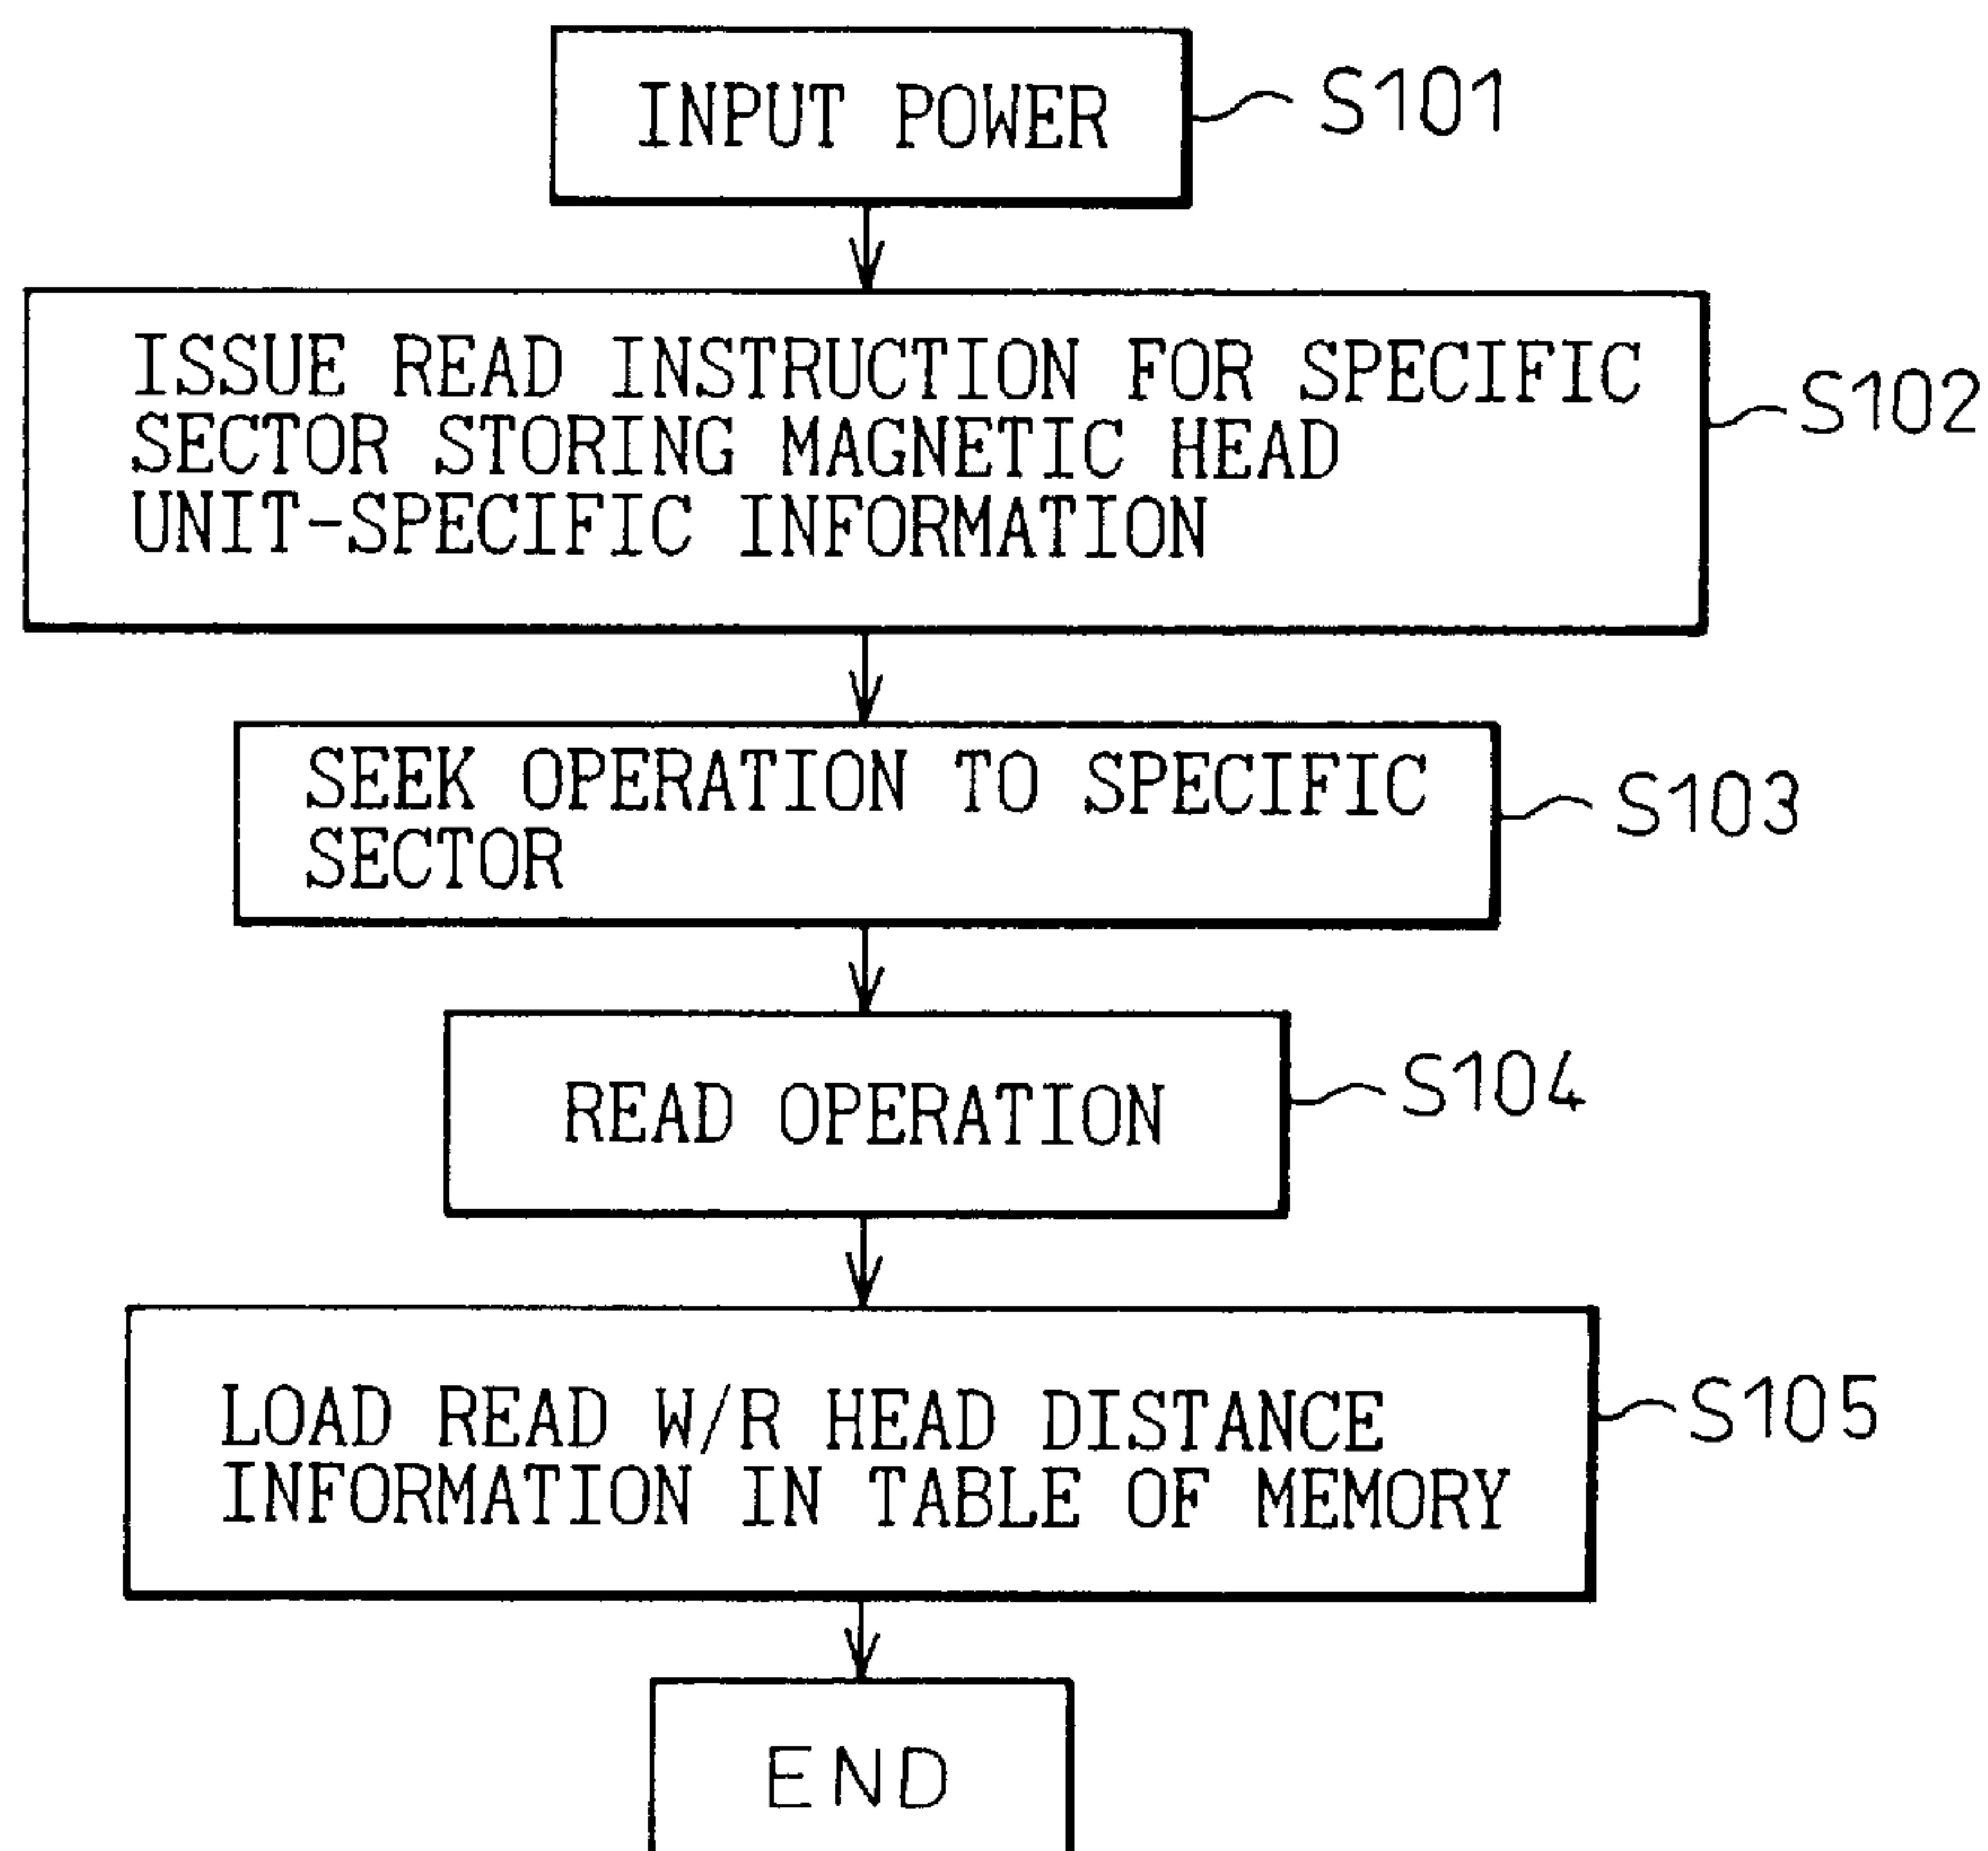 INPUT POWER
S101
ISSUE READ INSTRUCTION FOR SPECIFIC
SECTOR STORING MAGNETIC HEAD
UNIT-SPECIFIC INFORMATION
S102
SEEK OPERATION TO SPECIFIC
SECTOR
S103
READ OPERATION
S104
LOAD READ W/R HEAD DISTANCE
INFORMATION IN TABLE OF MEMORY
S105
END